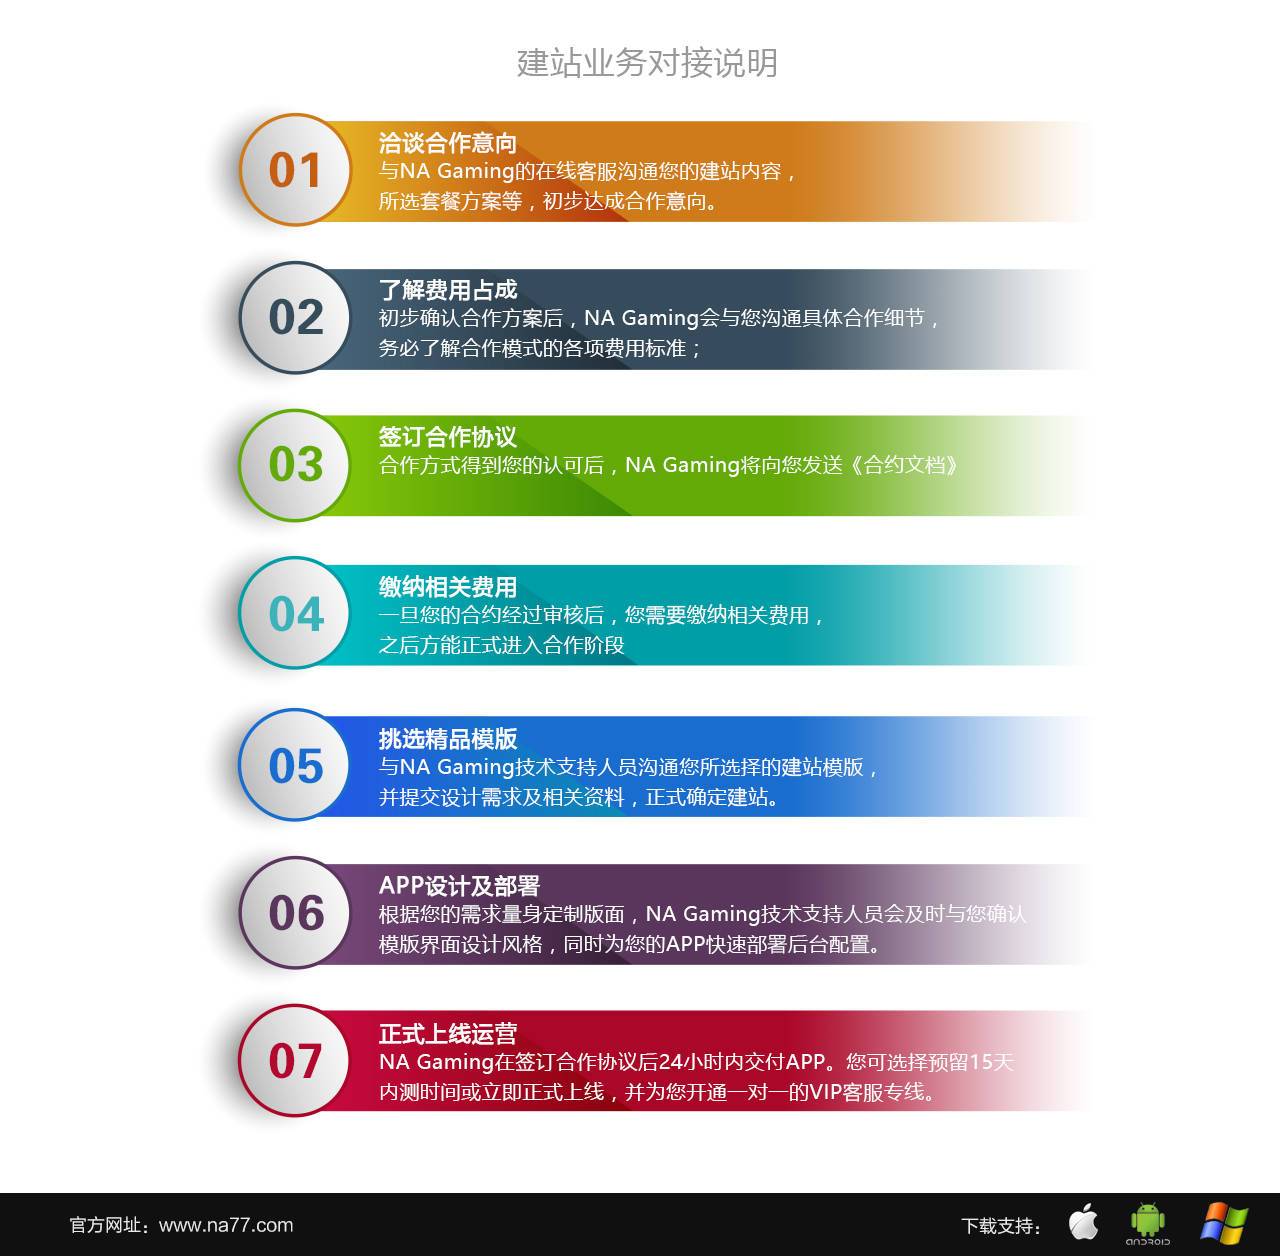 建站业务对接说明
01
洽谈合作意向
与NA Gaming的在线客服沟通您的建站内容，
所选套餐方案等，初步达成合作意向。
02
了解费用占成
初步确认合作方案后，NA Gaming会与您沟通具体合作细节，
务必了解合作模式的各项费用标准；
03
签订合作协议
合作方式得到您的认可后，NA Gaming将向您发送《合约文档》
04
缴纳相关费用
一旦您的合约经过审核后，您需要缴纳相关费用，
之后方能正式进入合作阶段
05
挑选精品模版
与NA Gaming技术支持人员沟通您所选择的建站模版，
并提交设计需求及相关资料，正式确定建站。
06
APP设计及部署
根据您的需求量身定制版面，NA Gaming技术支持人员会及时与您确认
模版界面设计风格，同时为您的APP快速部署后台配置。
07
正式上线运营
NA Gaming在签订合作协议后24小时内交付APP。您可选择预留15天
内测时间或立即正式上线，并为您开通一对一的VIP客服专线。
官方网址：www.na77.com
下载支持：
ANDROID